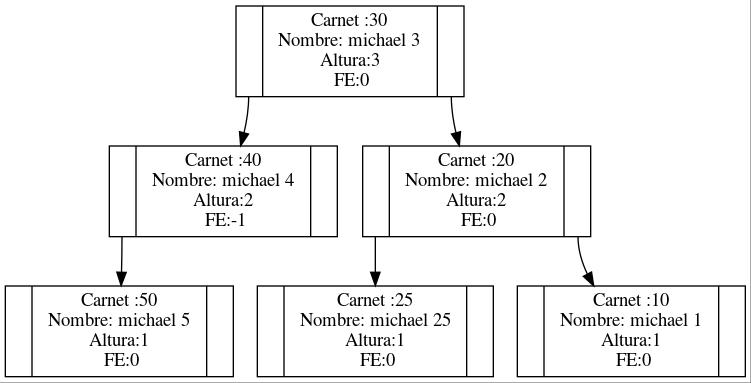 Carnet :30
Nombre: michael 3
Altura:3
FE:0
Carnet :40
Nombre: michael 4
Altura:2
FE:-1
Carnet :20
Nombre: michael 2
Altura:2
FE:0
Carnet :50
Nombre: michael 5
Altura:1
FE:0
Carnet :25
Nombre: michael 25
Altura:1
FE:0
Carnet :10
Nombre: michael 1
Altura:1
FE:0